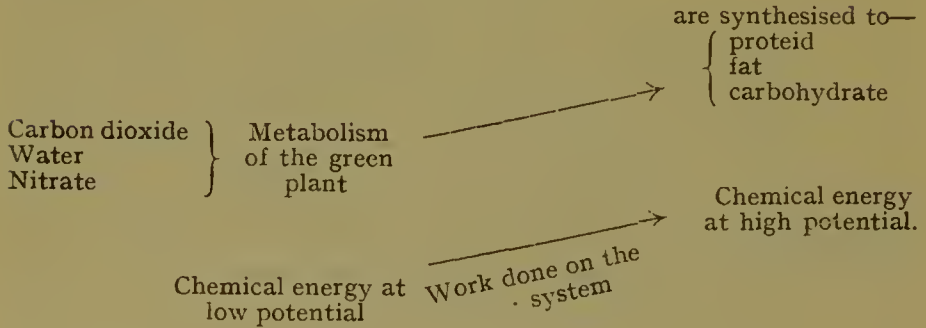 are synthesised to—
proteid
fat
carbohydrate
Carbon dioxide
Water
Nitrate
Metabolism
of the green
plant
Chemical energy
at high potential.
Chemical energy at
low potential
Work done on the
system